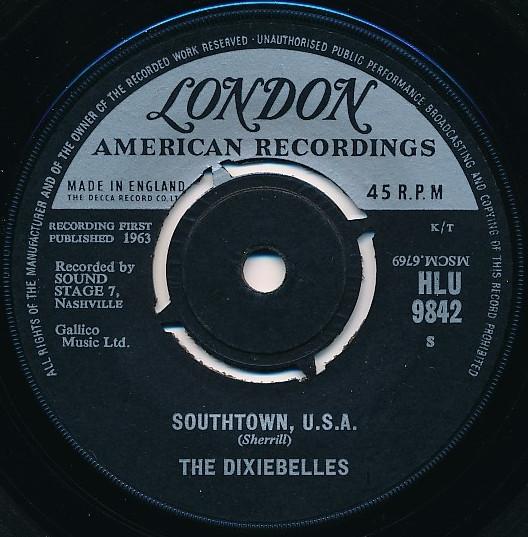 ALL RIGHTS OF THE MANUFACTURER AND OF THE OWNER OF THE RECORDED WORK RESERVED · UNAUTHORISED PUBLIC PERFORMANCE BROADCASTING AND COPYING OF THIS RECORD PROHIBITED
LONDON
AMERICAN RECORDINGS
MADE IN ENGLAND
THE DECCA RECORD CO. LT
45 R.P.M
RECORDING FIRST
PUBLISHED 1963
K/T
Recorded by
SOUND
STAGE 7,
NASHVILLE
MSCM.6769
HLU
9842
S
Gallico
Music Ltd.
SOUTHTOWN, U.S.A.
(Sherrill)
THE DIXIEBELLES